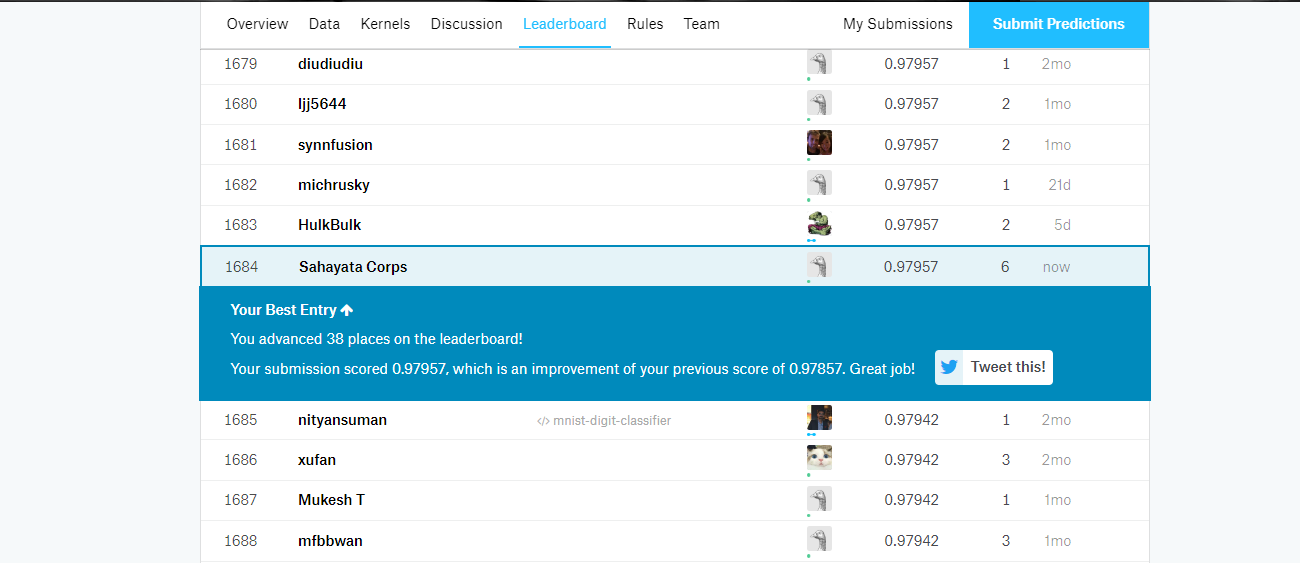 Overview Data Kernels Discussion Leaderboard Rules Team My Submissions Submit Predictions
1679 diudiudiu 0.97957 1 2mo
1680 ljj5644 0.97957 2 1mo
1681 synnfusion 0.97957 2 1mo
1682 michrusky 0.97957 1 21d
1683 HulkBulk 0.97957 2 5d
1684 Sahayata Corps 0.97957 6 now
Your Best Entry
You advanced 38 places on the leaderboard!
Your submission scored 0.97957, which is an improvement of your previous score of 0.97857. Great job! Tweet this!
1685 nityansuman </> mnist-digit-classifier 0.97942 1 2mo
1686 xufan 0.97942 3 2mo
1687 Mukesh T 0.97942 1 1mo
1688 mfbbwan 0.97942 3 1mo